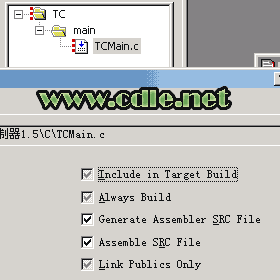 TC
main
TCMain.c
www.cdle.net
制器1.5\C\TCMain.c
Include in Target Build
Always Build
Generate Assembler SRC File
Assemble SRC File
Link Publics Only